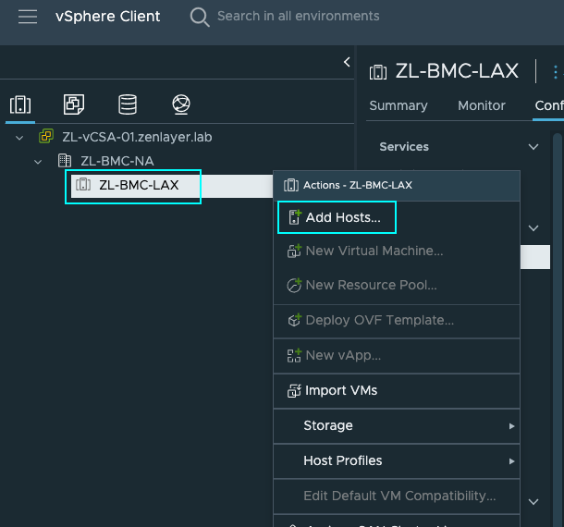 vSphere Client
Search in all environments
ZL-BMC-LAX
Summary Monitor Conf
Services
ZL-vCSA-01.zenlayer.lab
ZL-BMC-NA
ZL-BMC-LAX
Actions - ZL-BMC-LAX
Add Hosts...
New Virtual Machine...
New Resource Pool...
Deploy OVF Template...
New vApp...
Import VMs
Storage
Host Profiles
Edit Default VM Compatibility...